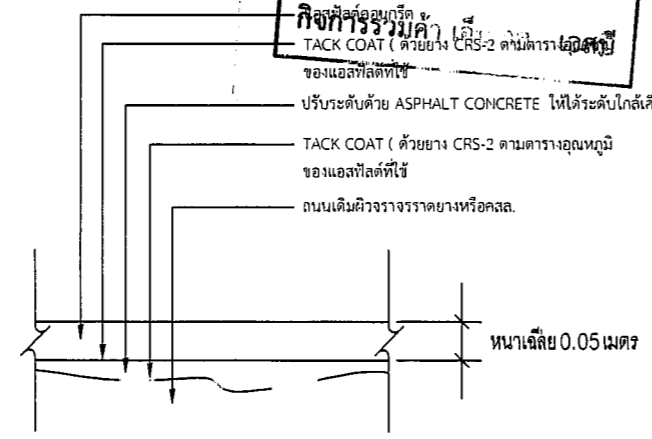 แอสฟัลต์คอนกรีต
กิจการร่วมค้า
TACK COAT ( ด้วยยาง CRS-2 ตามตารางอุณหภูมิ
ของแอสฟัลต์ที่ใช้
ปรับระดับด้วย ASPHALT CONCRETE ให้ได้ระดับใกล้เ
TACK COAT ( ด้วยยาง CRS-2 ตามตารางอุณหภูมิ
ของแอสฟัลต์ที่ใช้
ถนนเดิมผิวจราจรราดยางหรือคสล.
หนาเฉลี่ย 0.05 เมตร